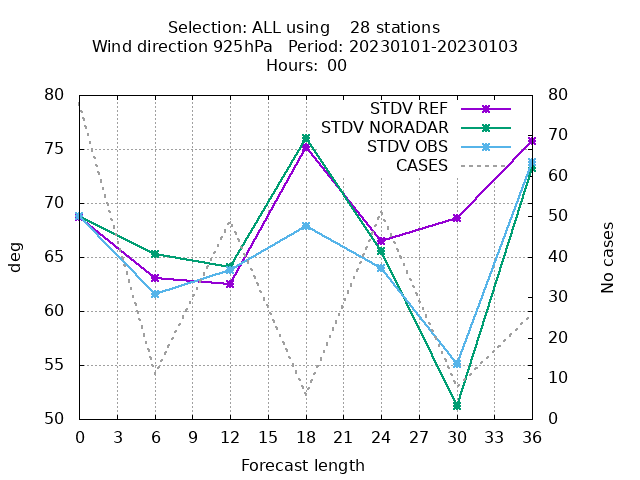 Selection: ALL using    28 stations
Wind direction 925hPa   Period: 20230101-20230103
Hours: 00
STDV REF
STDV NORADAR
STDV OBS
CASES
80
75
70
65
60
55
50
deg
80
70
60
50
40
30
20
10
0
No cases
0 3 6 9 12 15 18 21 24 27 30 33 36
Forecast length